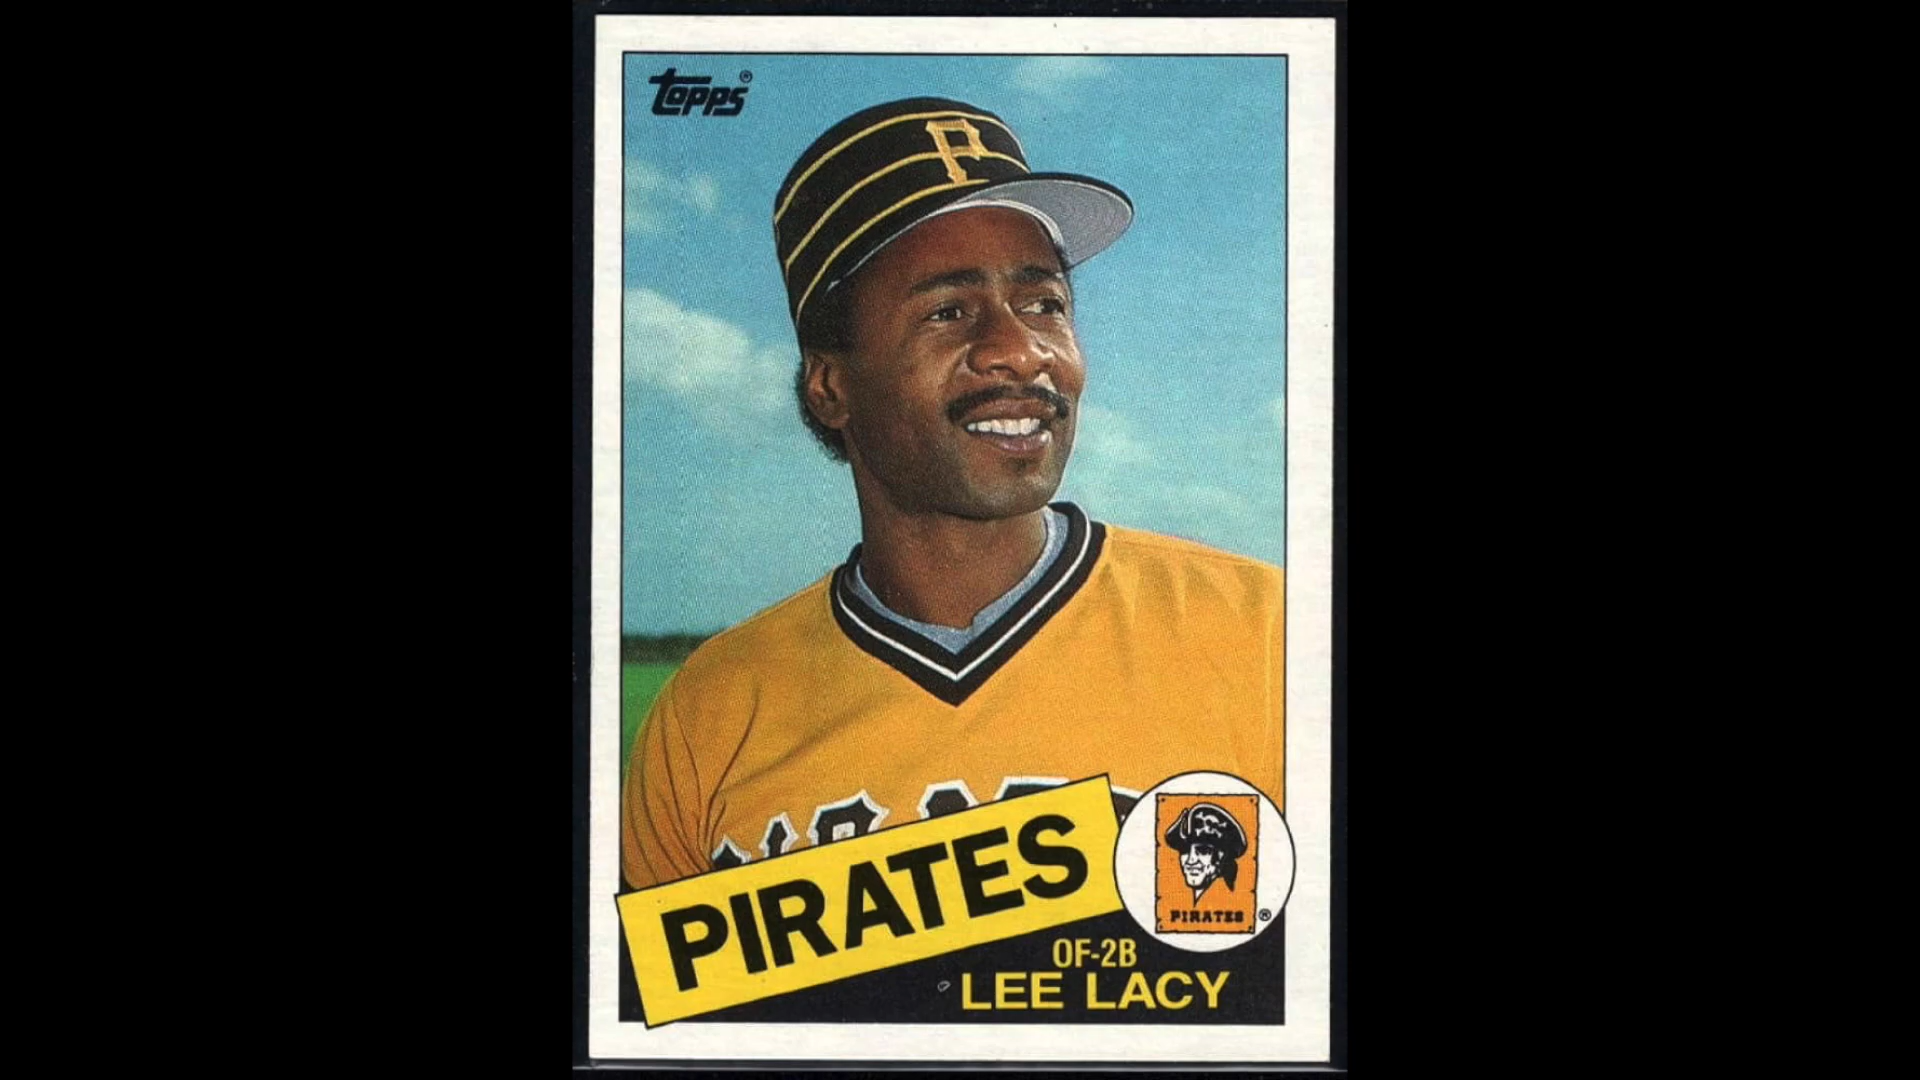 topps®
P
PIRATES
PIRATES ®
OF-2B
LEE LACY